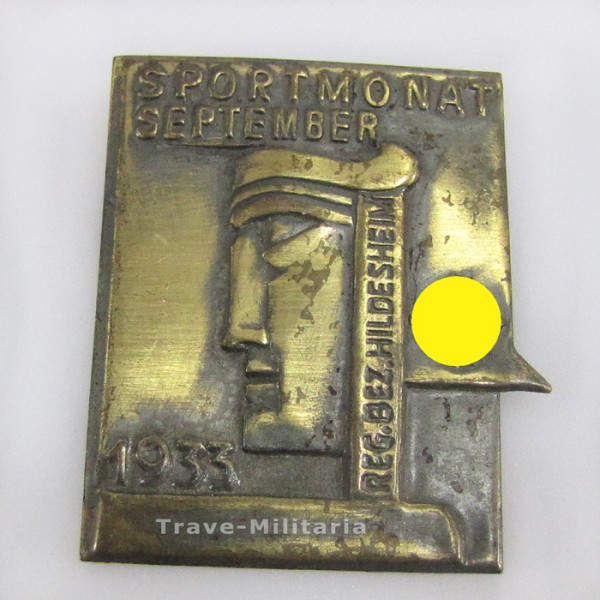 SPORTMONAT
SEPTEMBER
REG.BEZ.HILDESHEIM
1933
Trave-Militaria